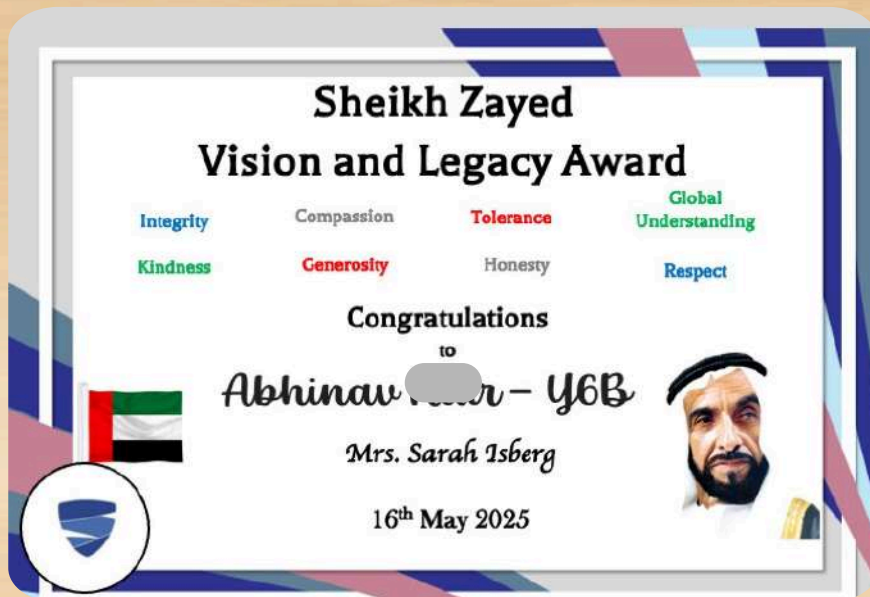 Sheikh Zayed
Vision and Legacy Award
Integrity Compassion Tolerance Global Understanding
Kindness Generosity Honesty Respect
Congratulations
to
Abhinav – Y6B
Mrs. Sarah Isberg
16th May 2025